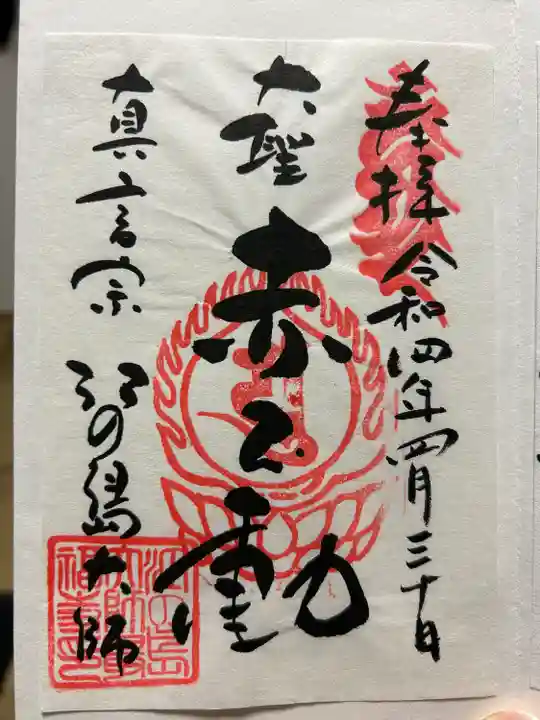 奉拝 令和四年四月三十日
大聖 赤不動
真言宗 江の島大師